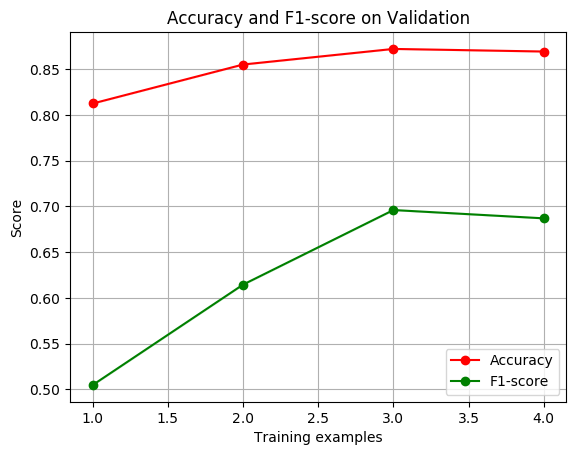 Accuracy and F1-score on Validation
Score
0.85
0.80
0.75
0.70
0.65
0.60
0.55
0.50
Accuracy
F1-score
1.0 1.5 2.0 2.5 3.0 3.5 4.0
Training examples